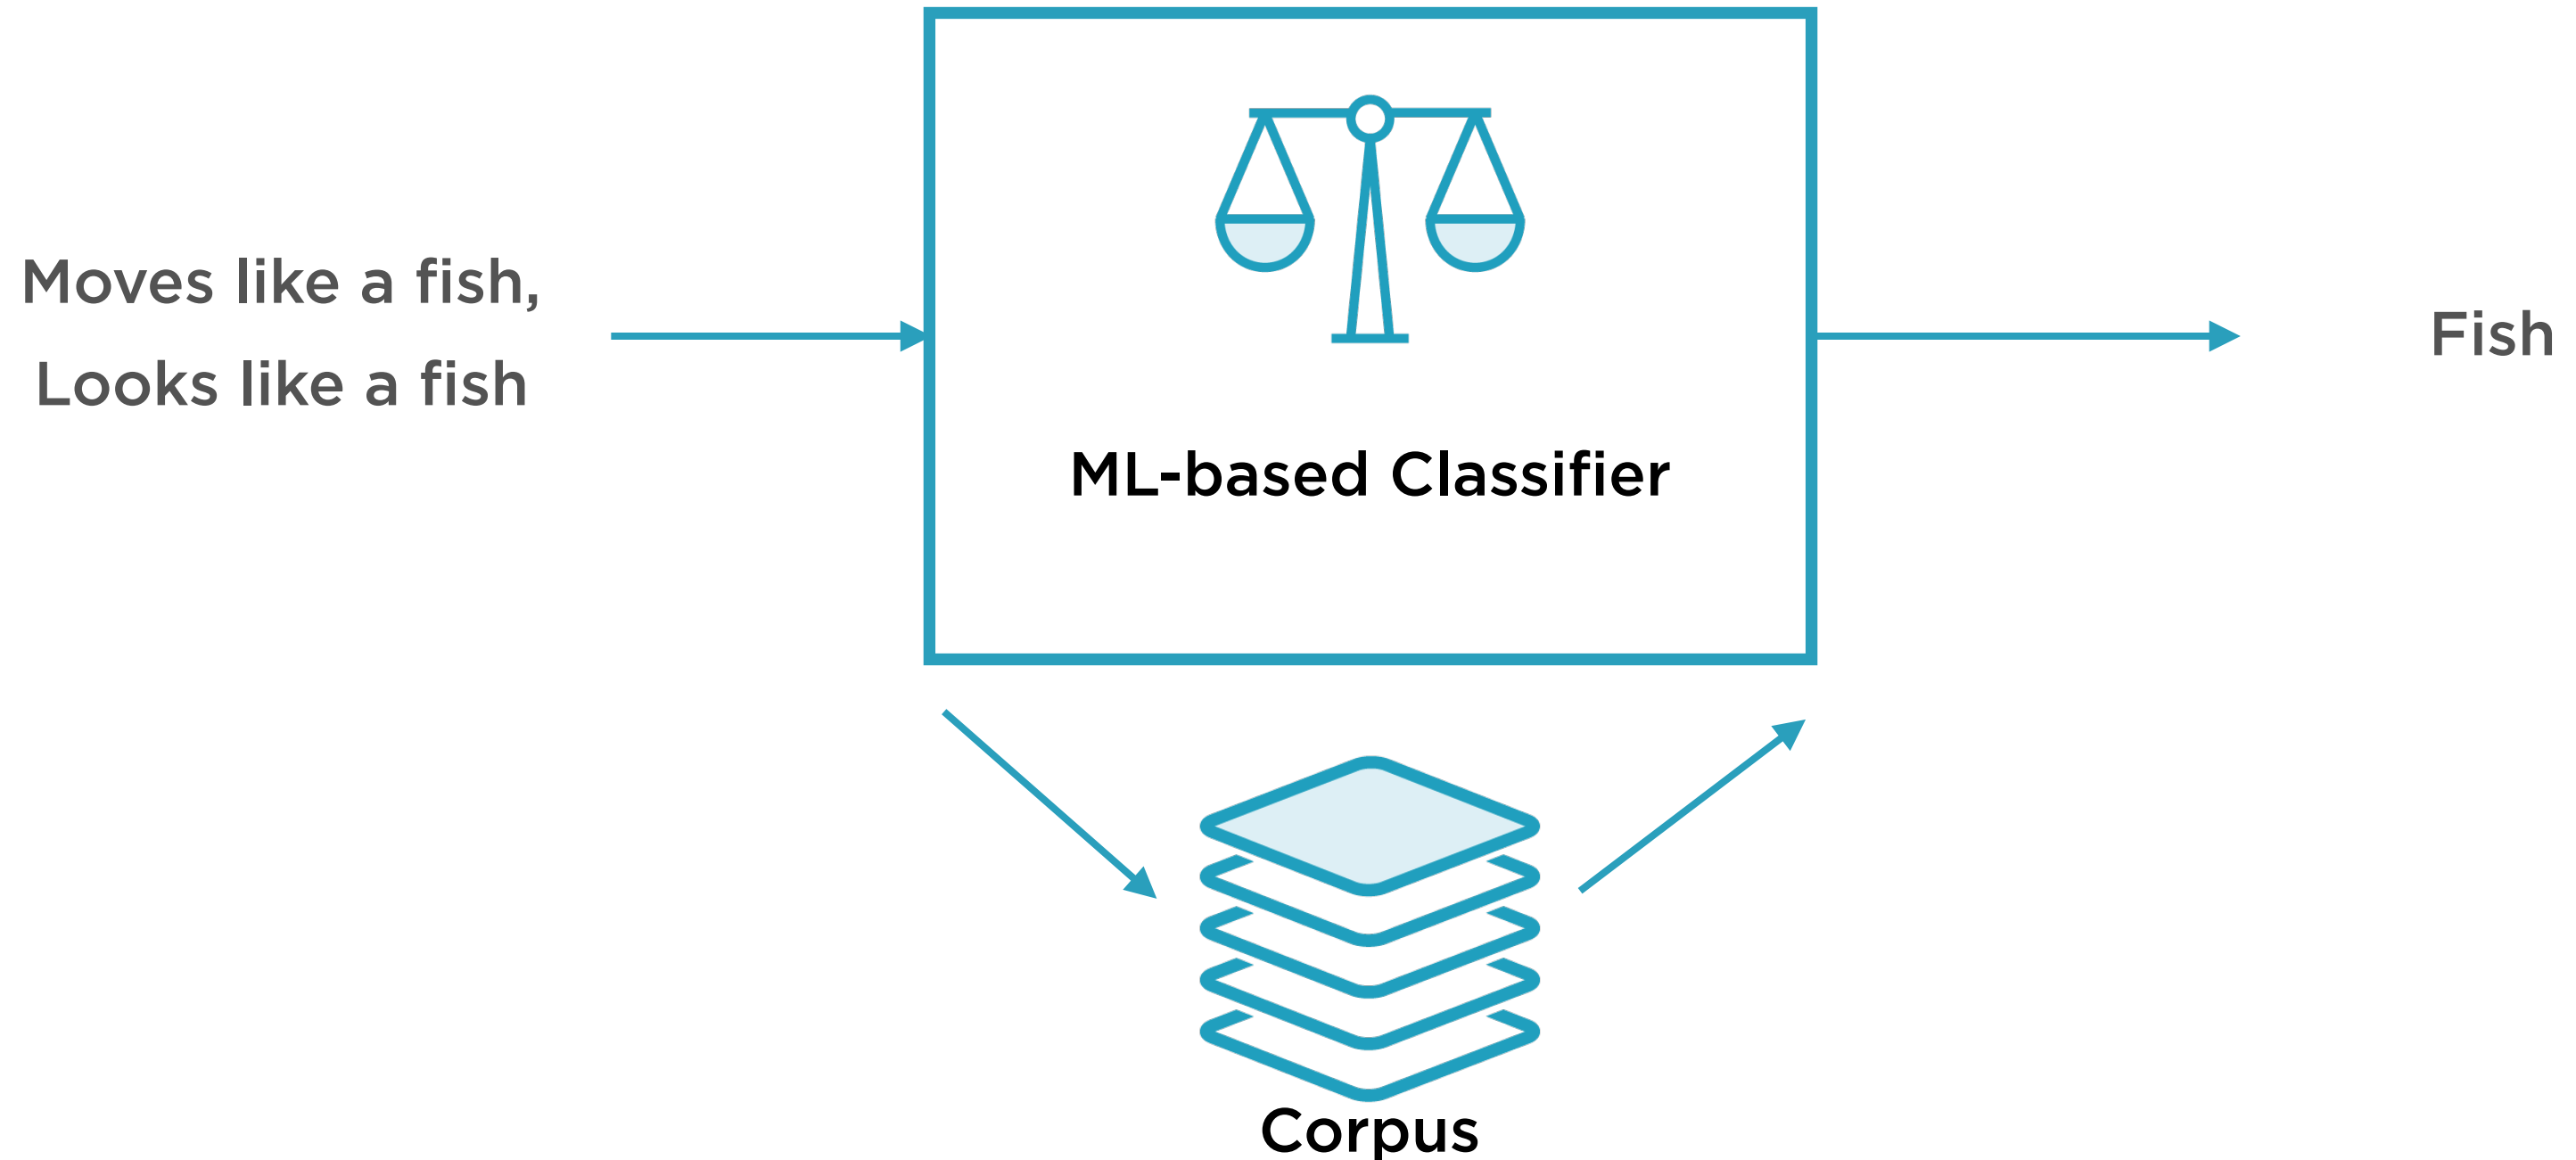 Moves like a fish,
Looks like a fish
ML-based Classifier
Fish
Corpus